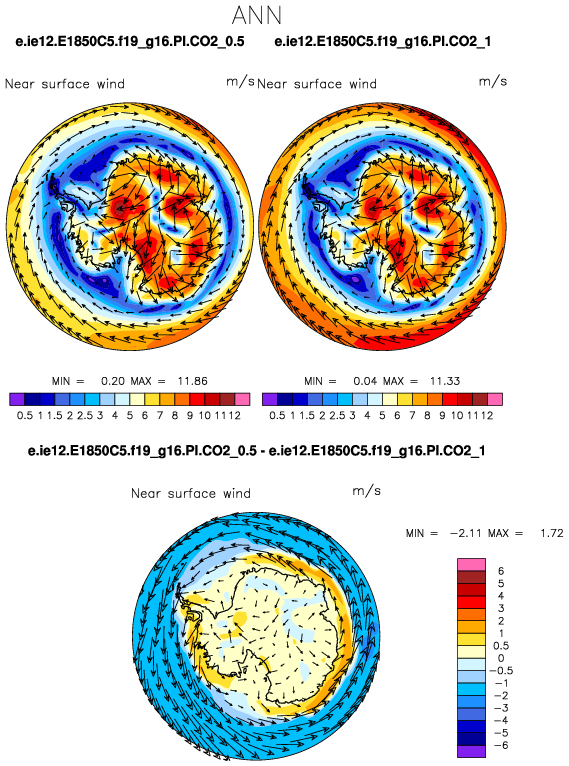 ANN
e.ie12.E1850C5.f19_g16.PI.CO2_0.5 e.ie12.E1850C5.f19_g16.PI.CO2_1
Near surface wind m/s Near surface wind m/s
MIN = 0.20 MAX = 11.86 MIN = 0.04 MAX = 11.33
0.5 1 1.5 2 2.5 3 4 5 6 7 8 9 10 11 12 0.5 1 1.5 2 2.5 3 4 5 6 7 8 9 10 11 12
e.ie12.E1850C5.f19_g16.PI.CO2_0.5 - e.ie12.E1850C5.f19_g16.PI.CO2_1
Near surface wind m/s
MIN = -2.11 MAX = 1.72
6
5
4
3
2
1
0.5
0
-0.5
-1
-2
-3
-4
-5
-6